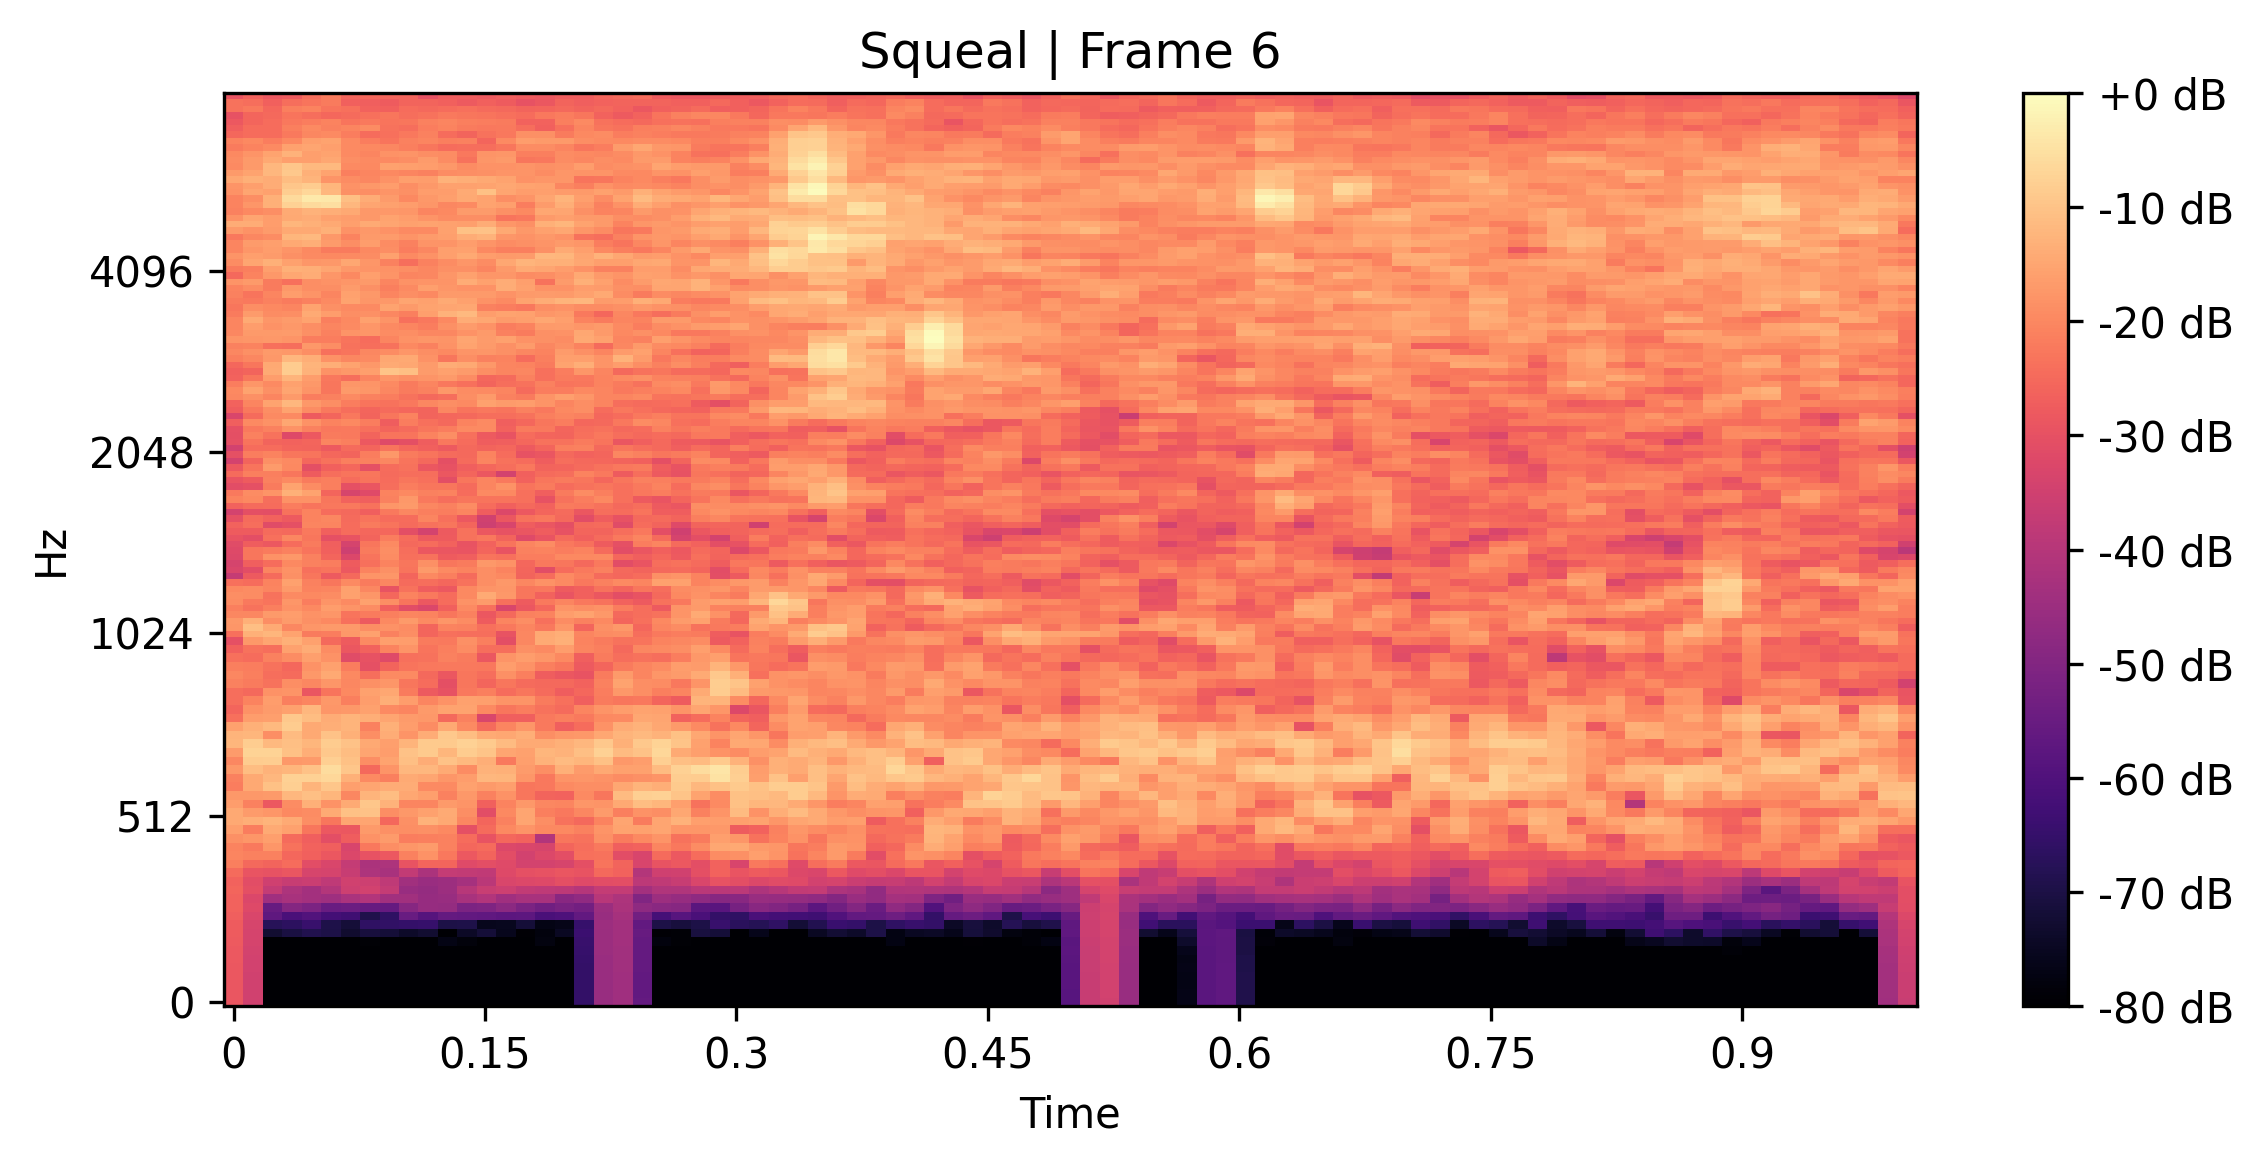 Squeal | Frame 6
Hz
4096
2048
1024
512
0
0 0.15 0.3 0.45 0.6 0.75 0.9
Time
+0 dB
-10 dB
-20 dB
-30 dB
-40 dB
-50 dB
-60 dB
-70 dB
-80 dB